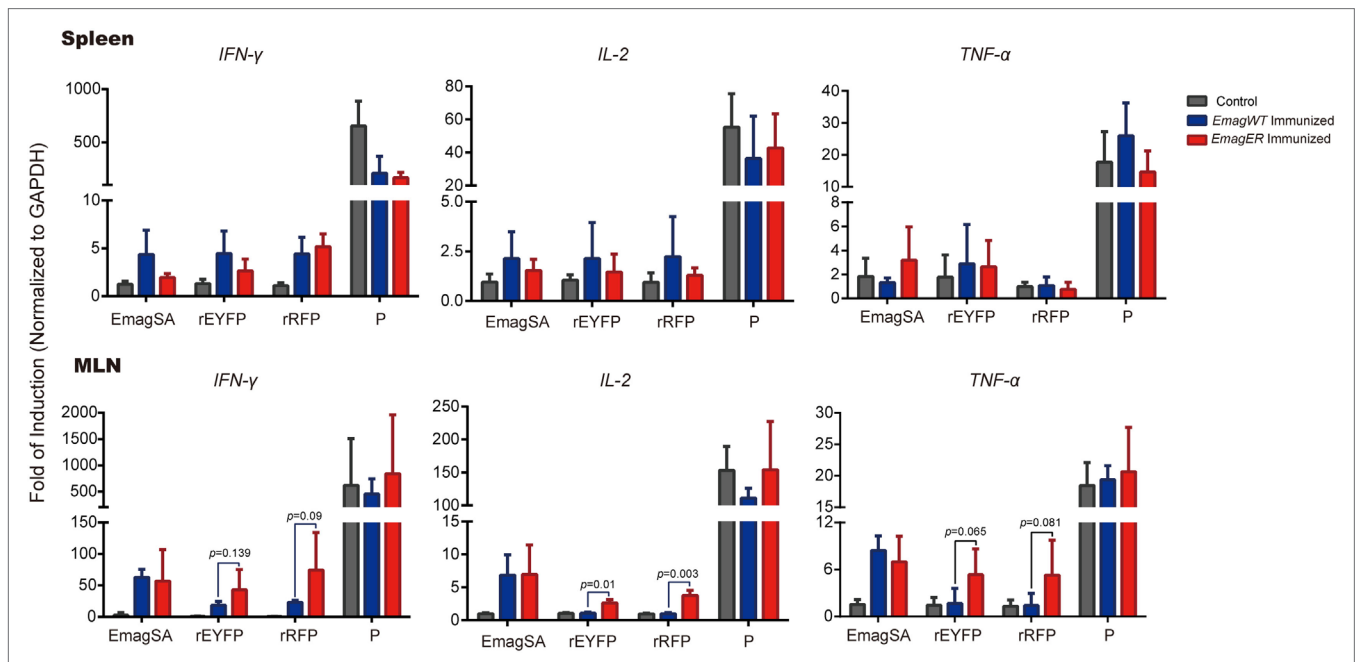 Spleen
IFN-γ
IL-2
TNF-α
Fold of Induction (Normalized to GAPDH)
1000
500
10
5
0
EmagSA rEYFP rRFP P
80
60
40
20
5.0
2.5
0.0
EmagSA rEYFP rRFP P
40
30
20
10
8
6
4
2
0
EmagSA rEYFP rRFP P
Control
EmagWT Immunized
EmagER Immunized
MLN
IFN-γ
IL-2
TNF-α
2000
1500
1000
500
150
100
50
0
p=0.139
p=0.09
EmagSA rEYFP rRFP P
250
200
150
100
15
10
5
0
p=0.01
p=0.003
EmagSA rEYFP rRFP P
30
25
20
15
12
6
0
p=0.065
p=0.081
EmagSA rEYFP rRFP P